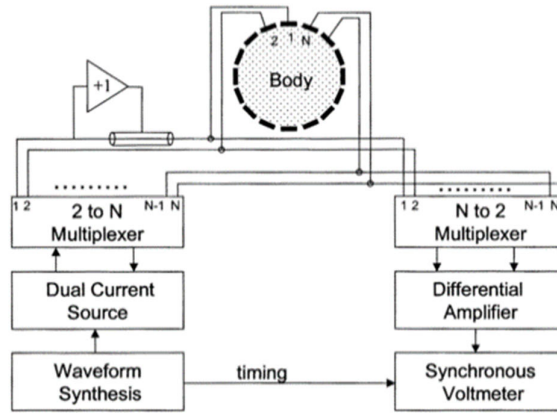 2 1 N
Body
+1
1 2 N-1 N
2 to N
Multiplexer
1 2 N-1 N
N to 2
Multiplexer
Dual Current
Source
Differential
Amplifier
Waveform
Synthesis
timing
Synchronous
Voltmeter